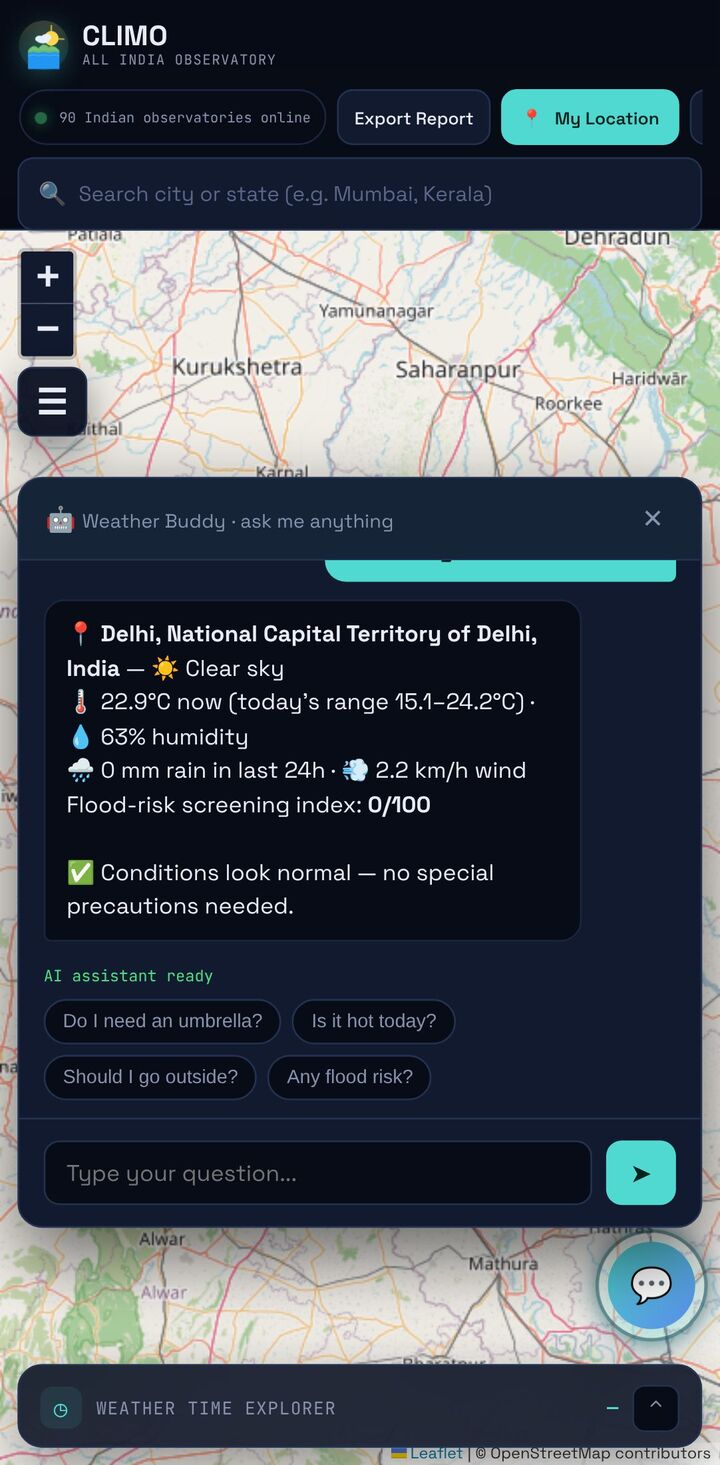 CLIMO
ALL INDIA OBSERVATORY
90 Indian observatories online
Export Report
📍 My Location
🔍 Search city or state (e.g. Mumbai, Kerala)
Patiala
Dehradun
+
Yamunanagar
−
Kurukshetra
Saharanpur
Haridwār
Roorkee
☰
Karnal
🤖 Weather Buddy · ask me anything
✕
📍 Delhi, National Capital Territory of Delhi,
India — ☀️ Clear sky
🌡️ 22.9°C now (today's range 15.1–24.2°C) ·
💧 63% humidity
🌧️ 0 mm rain in last 24h · 💨 2.2 km/h wind
Flood-risk screening index: 0/100
✅ Conditions look normal — no special
precautions needed.
AI assistant ready
Do I need an umbrella?
Is it hot today?
Should I go outside?
Any flood risk?
Type your question...
➤
Hathras
Alwar
Mathura
Alwar
💬
Bharatpur
◷ WEATHER TIME EXPLORER
–
^
Leaflet | © OpenStreetMap contributors